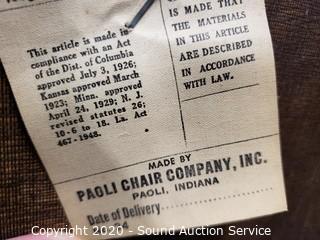 This article is made in
compliance with an Act
of the Dist. of Columbia
approved July 3, 1926;
Kansas approved March
1923; Minn. approved
April 24, 1929; N. J.
revised statutes 26;
10-6 to 18. La. Act
467-1948.
IS MADE THAT
THE MATERIALS
IN THIS ARTICLE
ARE DESCRIBED
IN ACCORDANCE
WITH LAW.
MADE BY
PAOLI CHAIR COMPANY, INC.
PAOLI, INDIANA
Date of Delivery
Copyright 2020 - Sound Auction Service